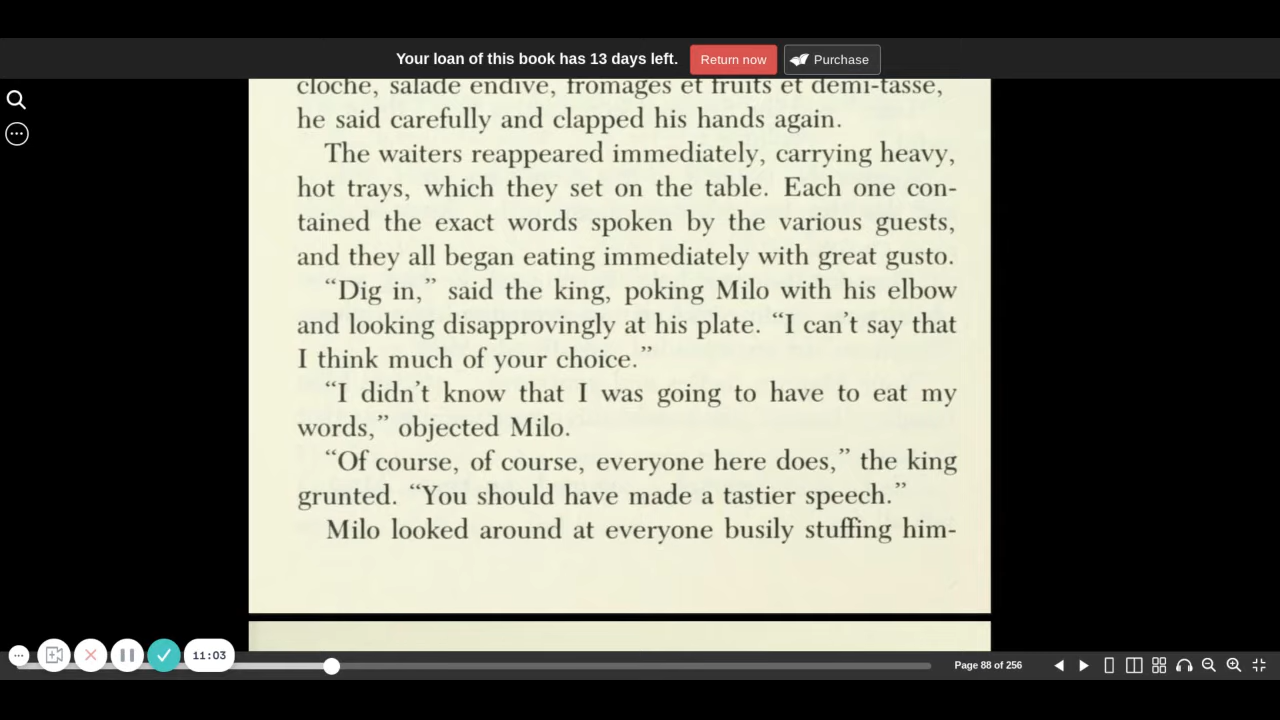 Your loan of this book has 13 days left. Return now Purchase
cloche, salade endive, fromages et fruits et demi-tasse,
he said carefully and clapped his hands again.
The waiters reappeared immediately, carrying heavy,
hot trays, which they set on the table. Each one con-
tained the exact words spoken by the various guests,
and they all began eating immediately with great gusto.
“Dig in,” said the king, poking Milo with his elbow
and looking disapprovingly at his plate. “I can’t say that
I think much of your choice.”
“I didn’t know that I was going to have to eat my
words,” objected Milo.
“Of course, of course, everyone here does,” the king
grunted. “You should have made a tastier speech.”
Milo looked around at everyone busily stuffing him-
11:03
Page 88 of 256